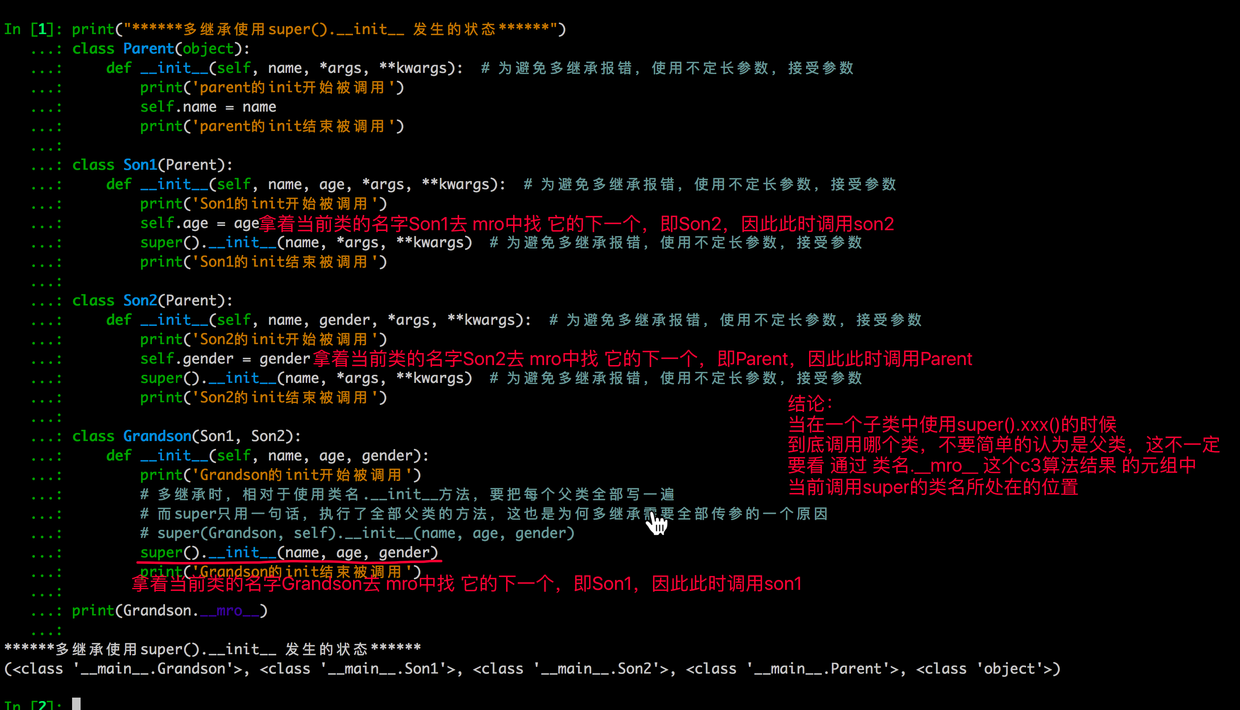 In [1]: print("******多继承使用super().__init__ 发生的状态******")
...: class Parent(object):
...:     def __init__(self, name, *args, **kwargs):  # 为避免多继承报错，使用不定长参数，接受参数
...:         print('parent的init开始被调用')
...:         self.name = name
...:         print('parent的init结束被调用')
...:
...: class Son1(Parent):
...:     def __init__(self, name, age, *args, **kwargs):  # 为避免多继承报错，使用不定长参数，接受参数
...:         print('Son1的init开始被调用')
...:         self.age = age拿着当前类的名字Son1去 mro中找 它的下一个，即Son2，因此此时调用son2
...:         super().__init__(name, *args, **kwargs)  # 为避免多继承报错，使用不定长参数，接受参数
...:         print('Son1的init结束被调用')
...:
...: class Son2(Parent):
...:     def __init__(self, name, gender, *args, **kwargs):  # 为避免多继承报错，使用不定长参数，接受参数
...:         print('Son2的init开始被调用')
...:         self.gender = gender拿着当前类的名字Son2去 mro中找 它的下一个，即Parent，因此此时调用Parent
...:         super().__init__(name, *args, **kwargs)  # 为避免多继承报错，使用不定长参数，接受参数
...:         print('Son2的init结束被调用')
...:
结论：
当在一个子类中使用super().xxx()的时候
到底调用哪个类，不要简单的认为是父类，这不一定
要看 通过 类名.__mro__ 这个c3算法结果 的元组中
当前调用super的类名所处在的位置
...: class Grandson(Son1, Son2):
...:     def __init__(self, name, age, gender):
...:         print('Grandson的init开始被调用')
...:         # 多继承时，相对于使用类名.__init__方法，要把每个父类全部写一遍
...:         # 而super只用一句话，执行了全部父类的方法，这也是为何多继承需要全部传参的一个原因
...:         # super(Grandson, self).__init__(name, age, gender)
...:         super().__init__(name, age, gender)
...:         print('Grandson的init结束被调用')
拿着当前类的名字Grandson去 mro中找 它的下一个，即Son1，因此此时调用son1
...:
...: print(Grandson.__mro__)
...:
******多继承使用super().__init__ 发生的状态******
(<class '__main__.Grandson'>, <class '__main__.Son1'>, <class '__main__.Son2'>, <class '__main__.Parent'>, <class 'object'>)
In [2]: